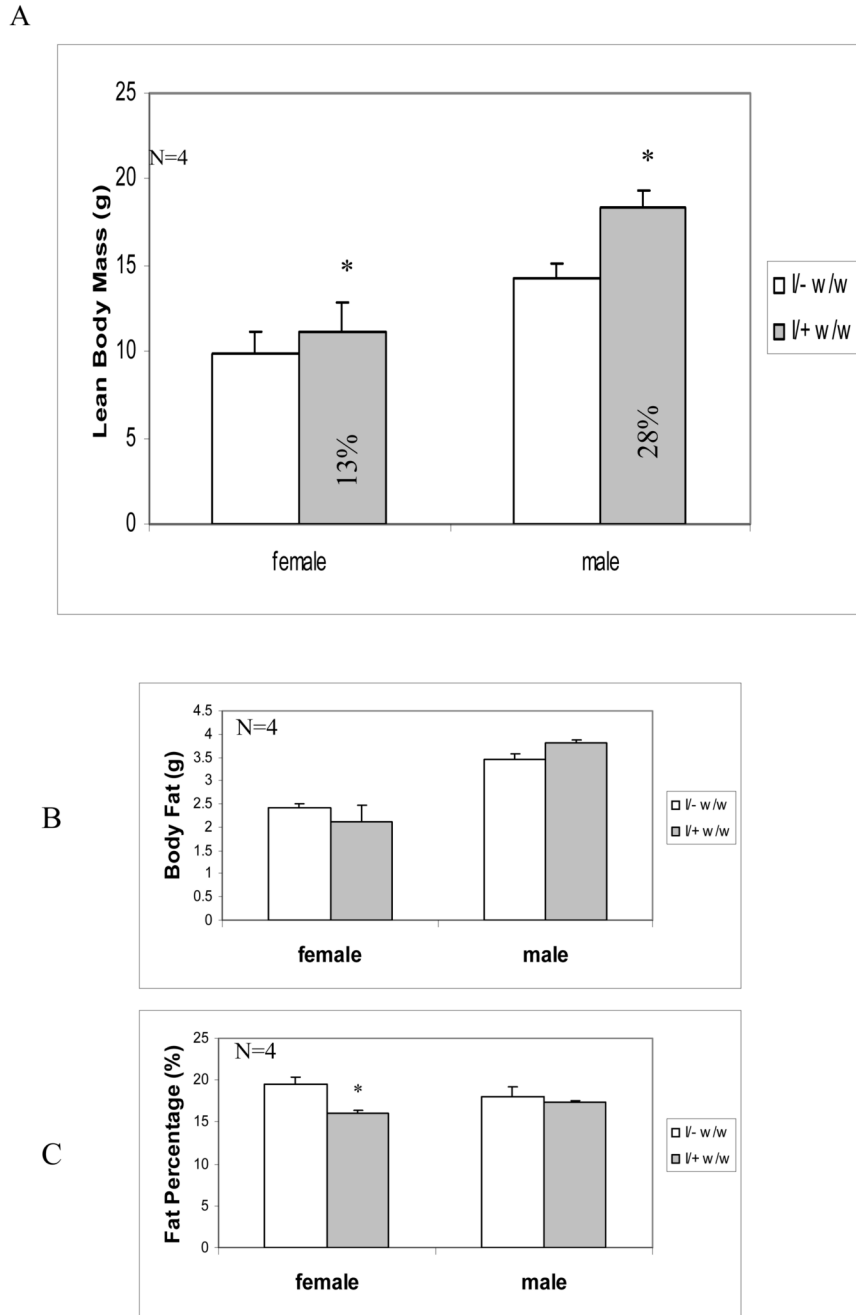 A
25
20
15
10
5
0
Lean Body Mass (g)
N=4
*
*
13%
28%
female
male
l/- w/w
l/+ w/w
B
4.5
4
3.5
3
2.5
2
1.5
1
0.5
0
Body Fat (g)
N=4
female
male
l/- w/w
l/+ w/w
C
25
20
15
10
5
0
Fat Percentage (%)
N=4
*
female
male
l/- w/w
l/+ w/w